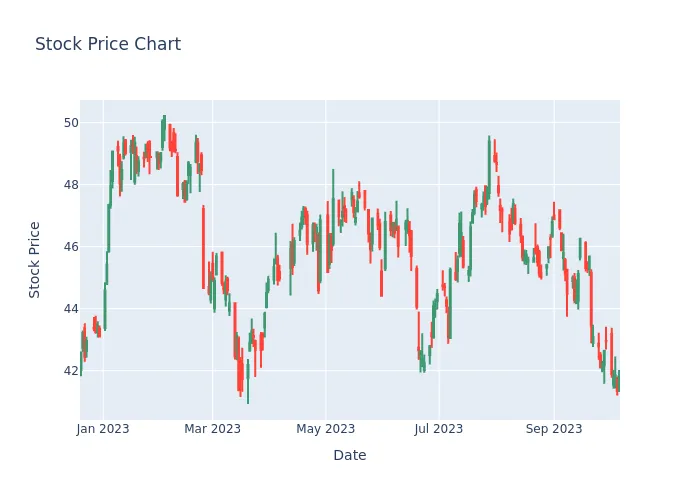 Stock Price Chart
50
48
46
44
42
Stock Price
Jan 2023
Mar 2023
May 2023
Jul 2023
Sep 2023
Date